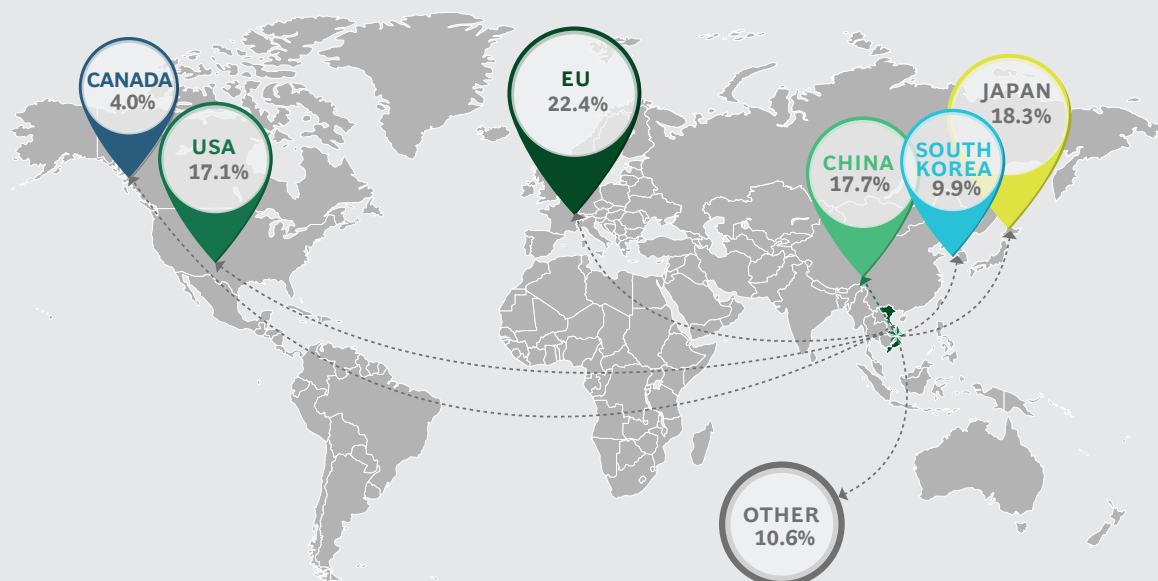 CANADA
4.0%
USA
17.1%
EU
22.4%
CHINA
17.7%
SOUTH
KOREA
9.9%
JAPAN
18.3%
OTHER
10.6%